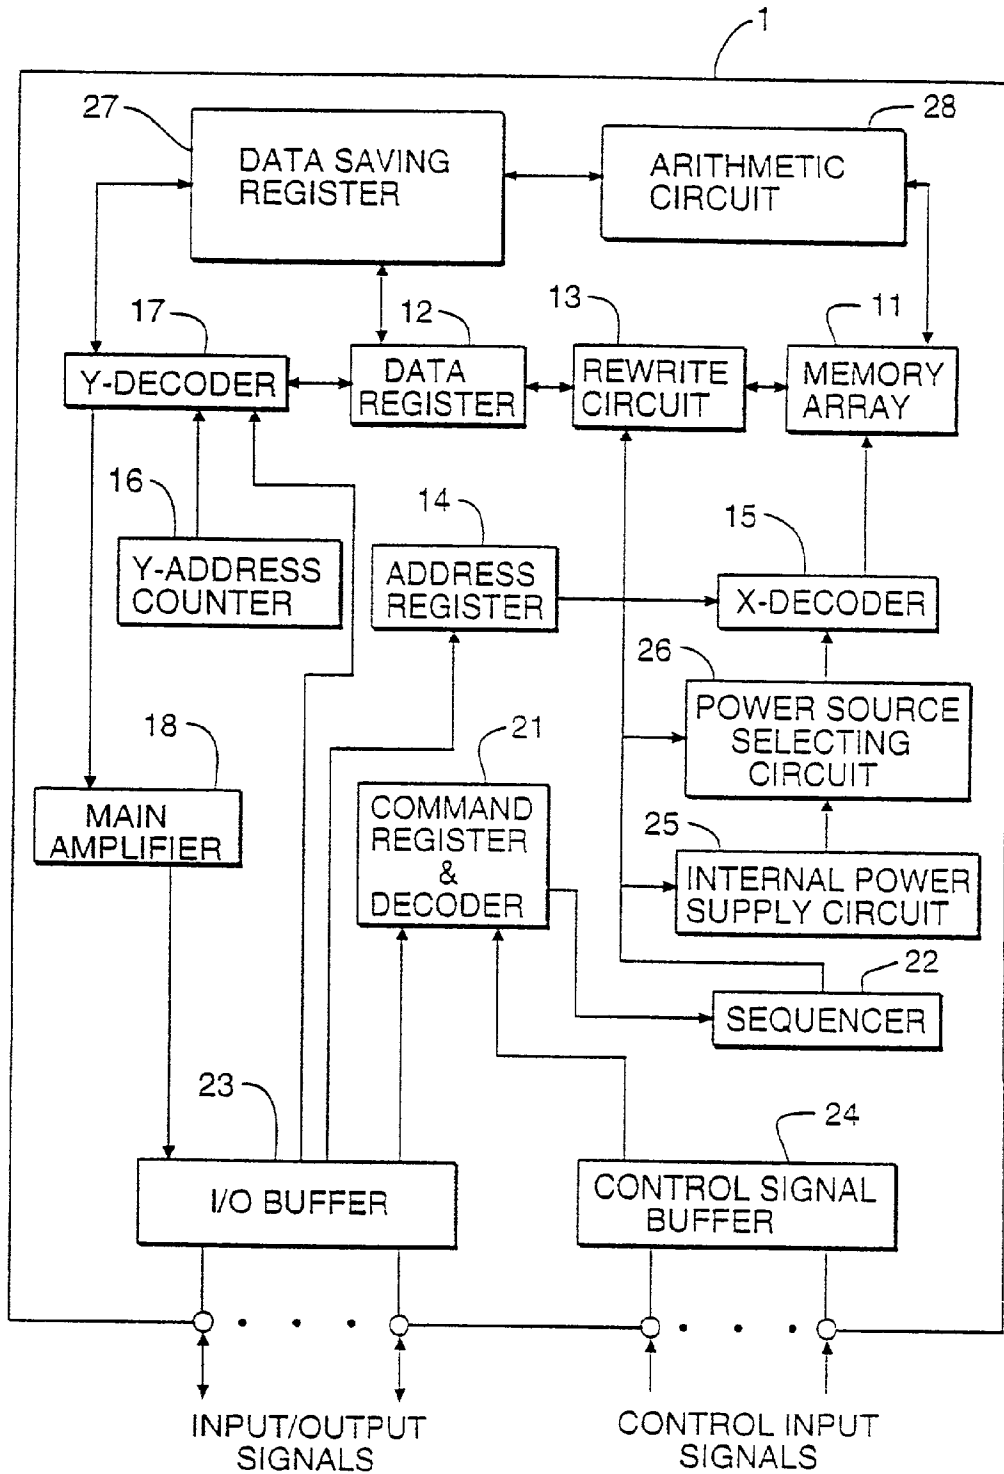 1
27
DATA SAVING
REGISTER
28
ARITHMETIC
CIRCUIT
17
Y-DECODER
12
DATA
REGISTER
13
REWRITE
CIRCUIT
11
MEMORY
ARRAY
16
Y-ADDRESS
COUNTER
14
ADDRESS
REGISTER
15
X-DECODER
26
POWER SOURCE
SELECTING
CIRCUIT
18
MAIN
AMPLIFIER
21
COMMAND
REGISTER
&
DECODER
25
INTERNAL POWER
SUPPLY CIRCUIT
22
SEQUENCER
23
I/O BUFFER
24
CONTROL SIGNAL
BUFFER
INPUT/OUTPUT
SIGNALS
CONTROL INPUT
SIGNALS